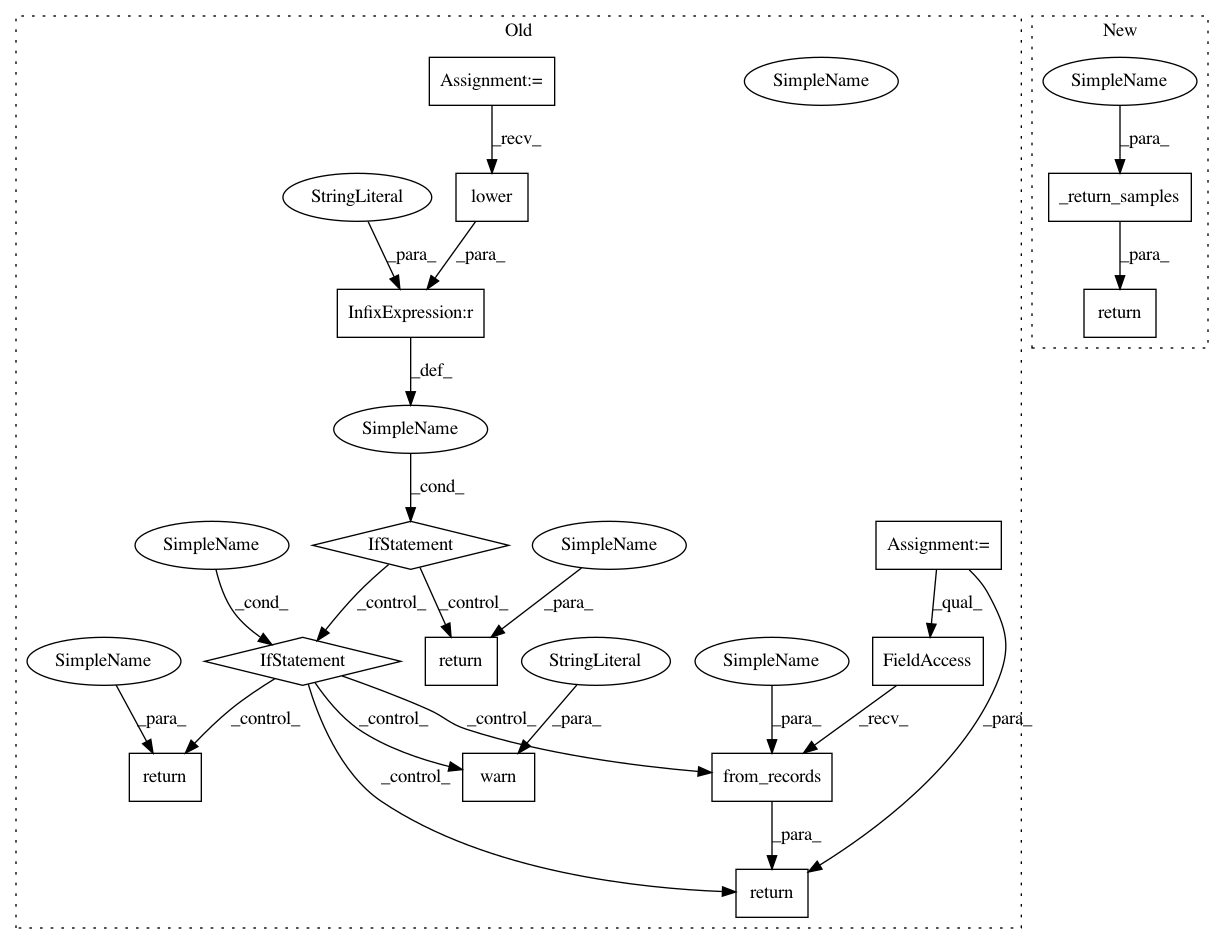 Old
New
Assignment:=
SimpleName
SimpleName
_recv_
_para_
StringLiteral
lower
_return_samples
_para_
_para_
_para_
InfixExpression:r
return
_def_
SimpleName
_cond_
SimpleName
IfStatement
SimpleName
Assignment:=
_cond_
_control_
_control_
_para_
_qual_
SimpleName
IfStatement
return
StringLiteral
SimpleName
FieldAccess
_para_
_control_
_control_
_para_
_control_
_para_
_recv_
_para_
return
_control_
warn
from_records
_para_
return